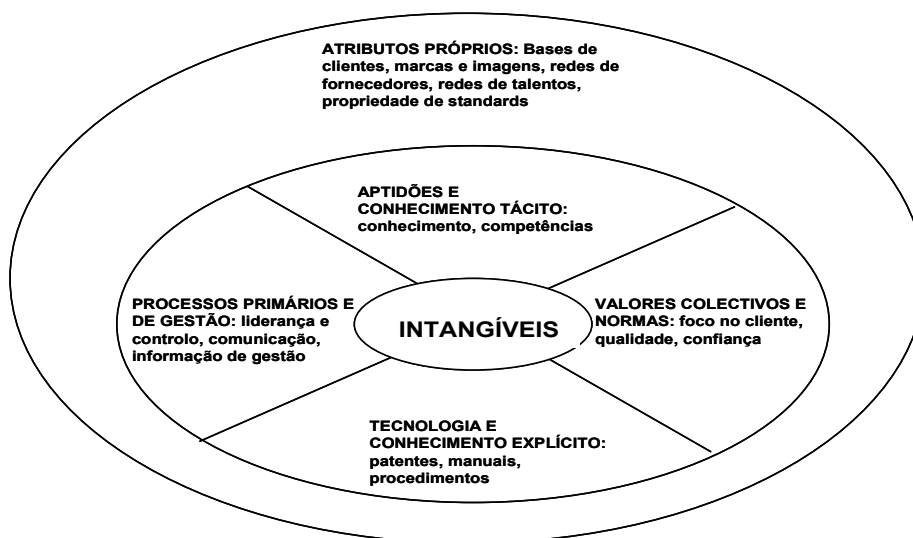 ATRIBUTOS PRÓPRIOS: Bases de
clientes, marcas e imagens, redes de
fornecedores, redes de talentos,
propriedade de standards
APTIDÕES E
CONHECIMENTO TÁCITO:
conhecimento, competências
PROCESSOS PRIMÁRIOS E
DE GESTÃO: liderança e
controlo, comunicação,
informação de gestão
INTANGÍVEIS
VALORES COLECTIVOS E
NORMAS: foco no cliente,
qualidade, confiança
TECNOLOGIA E
CONHECIMENTO EXPLÍCITO:
patentes, manuais,
procedimentos